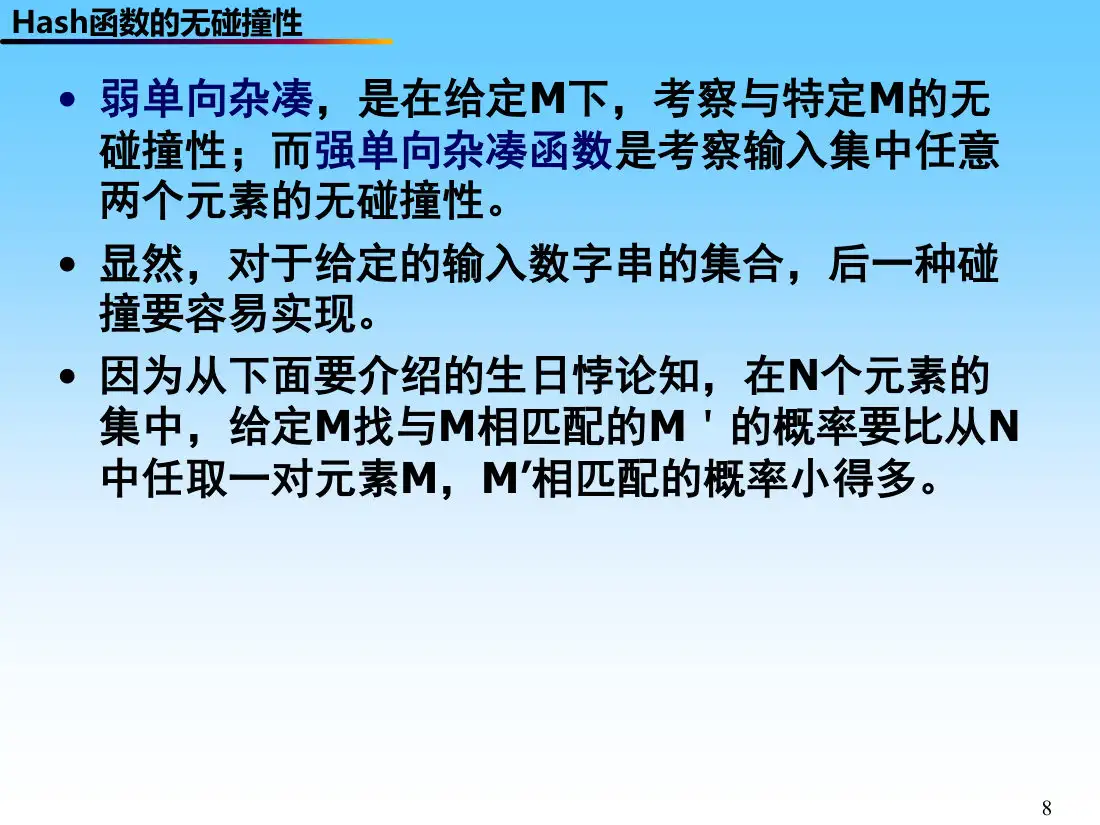 Hash函数的无碰撞性
• 弱单向杂凑，是在给定M下，考察与特定M的无
碰撞性；而强单向杂凑函数是考察输入集中任意
两个元素的无碰撞性。
• 显然，对于给定的输入数字串的集合，后一种碰
撞要容易实现。
• 因为从下面要介绍的生日悖论知，在N个元素的
集中，给定M找与M相匹配的M＇的概率要比从N
中任取一对元素M，M′相匹配的概率小得多。
8